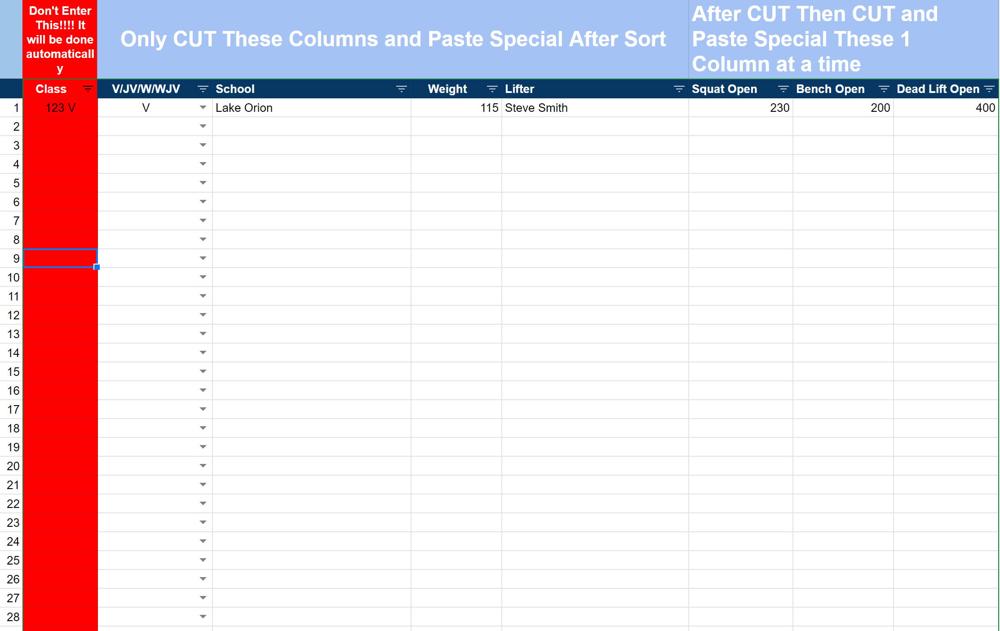 Don't Enter
This!!!! It
will be done
automaticall
y
Only CUT These Columns and Paste Special After Sort
After CUT Then CUT and
Paste Special These 1
Column at a time
Class V/JV/W/WJV School Weight Lifter Squat Open Bench Open Dead Lift Open
1 123 V V Lake Orion 115 Steve Smith 230 200 400
2
3
4
5
6
7
8
9
10
11
12
13
14
15
16
17
18
19
20
21
22
23
24
25
26
27
28